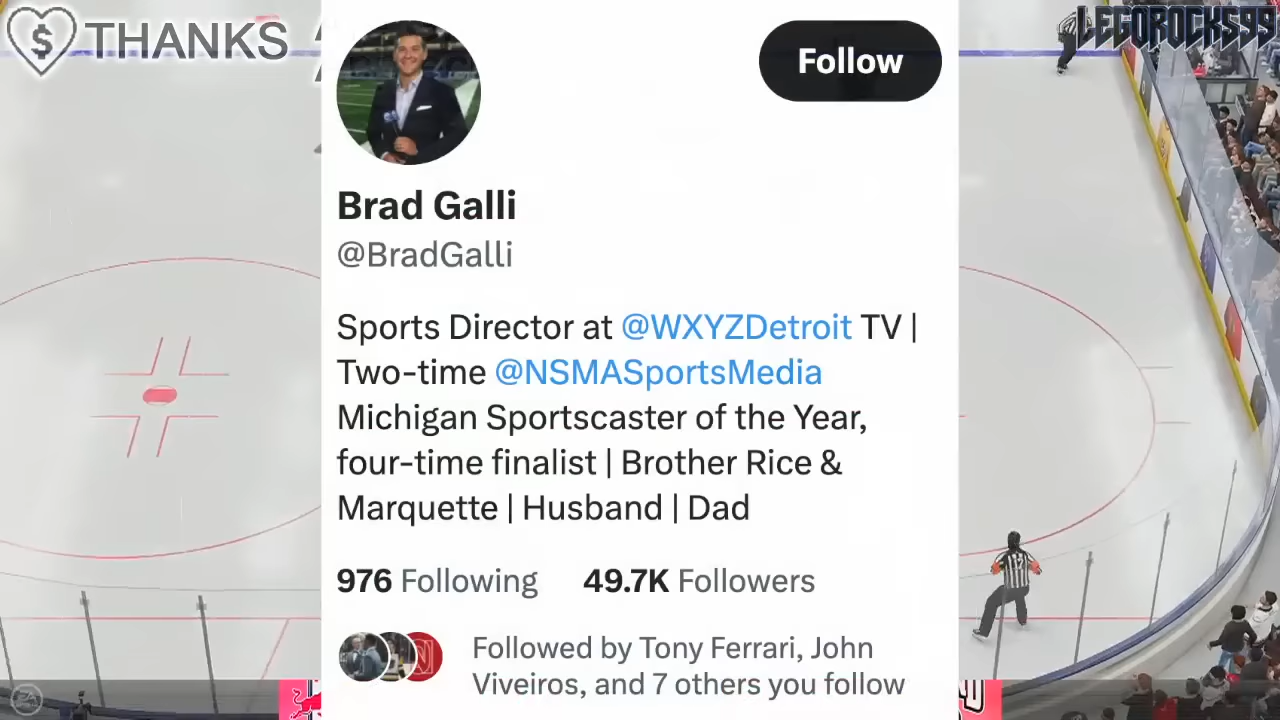 $ THANKS
LEGOROCKS99
Follow
Brad Galli
@BradGalli
Sports Director at @WXYZDetroit TV |
Two-time @NSMASportsMedia
Michigan Sportscaster of the Year,
four-time finalist | Brother Rice &
Marquette | Husband | Dad
976 Following 49.7K Followers
Followed by Tony Ferrari, John
Viveiros, and 7 others you follow
EA